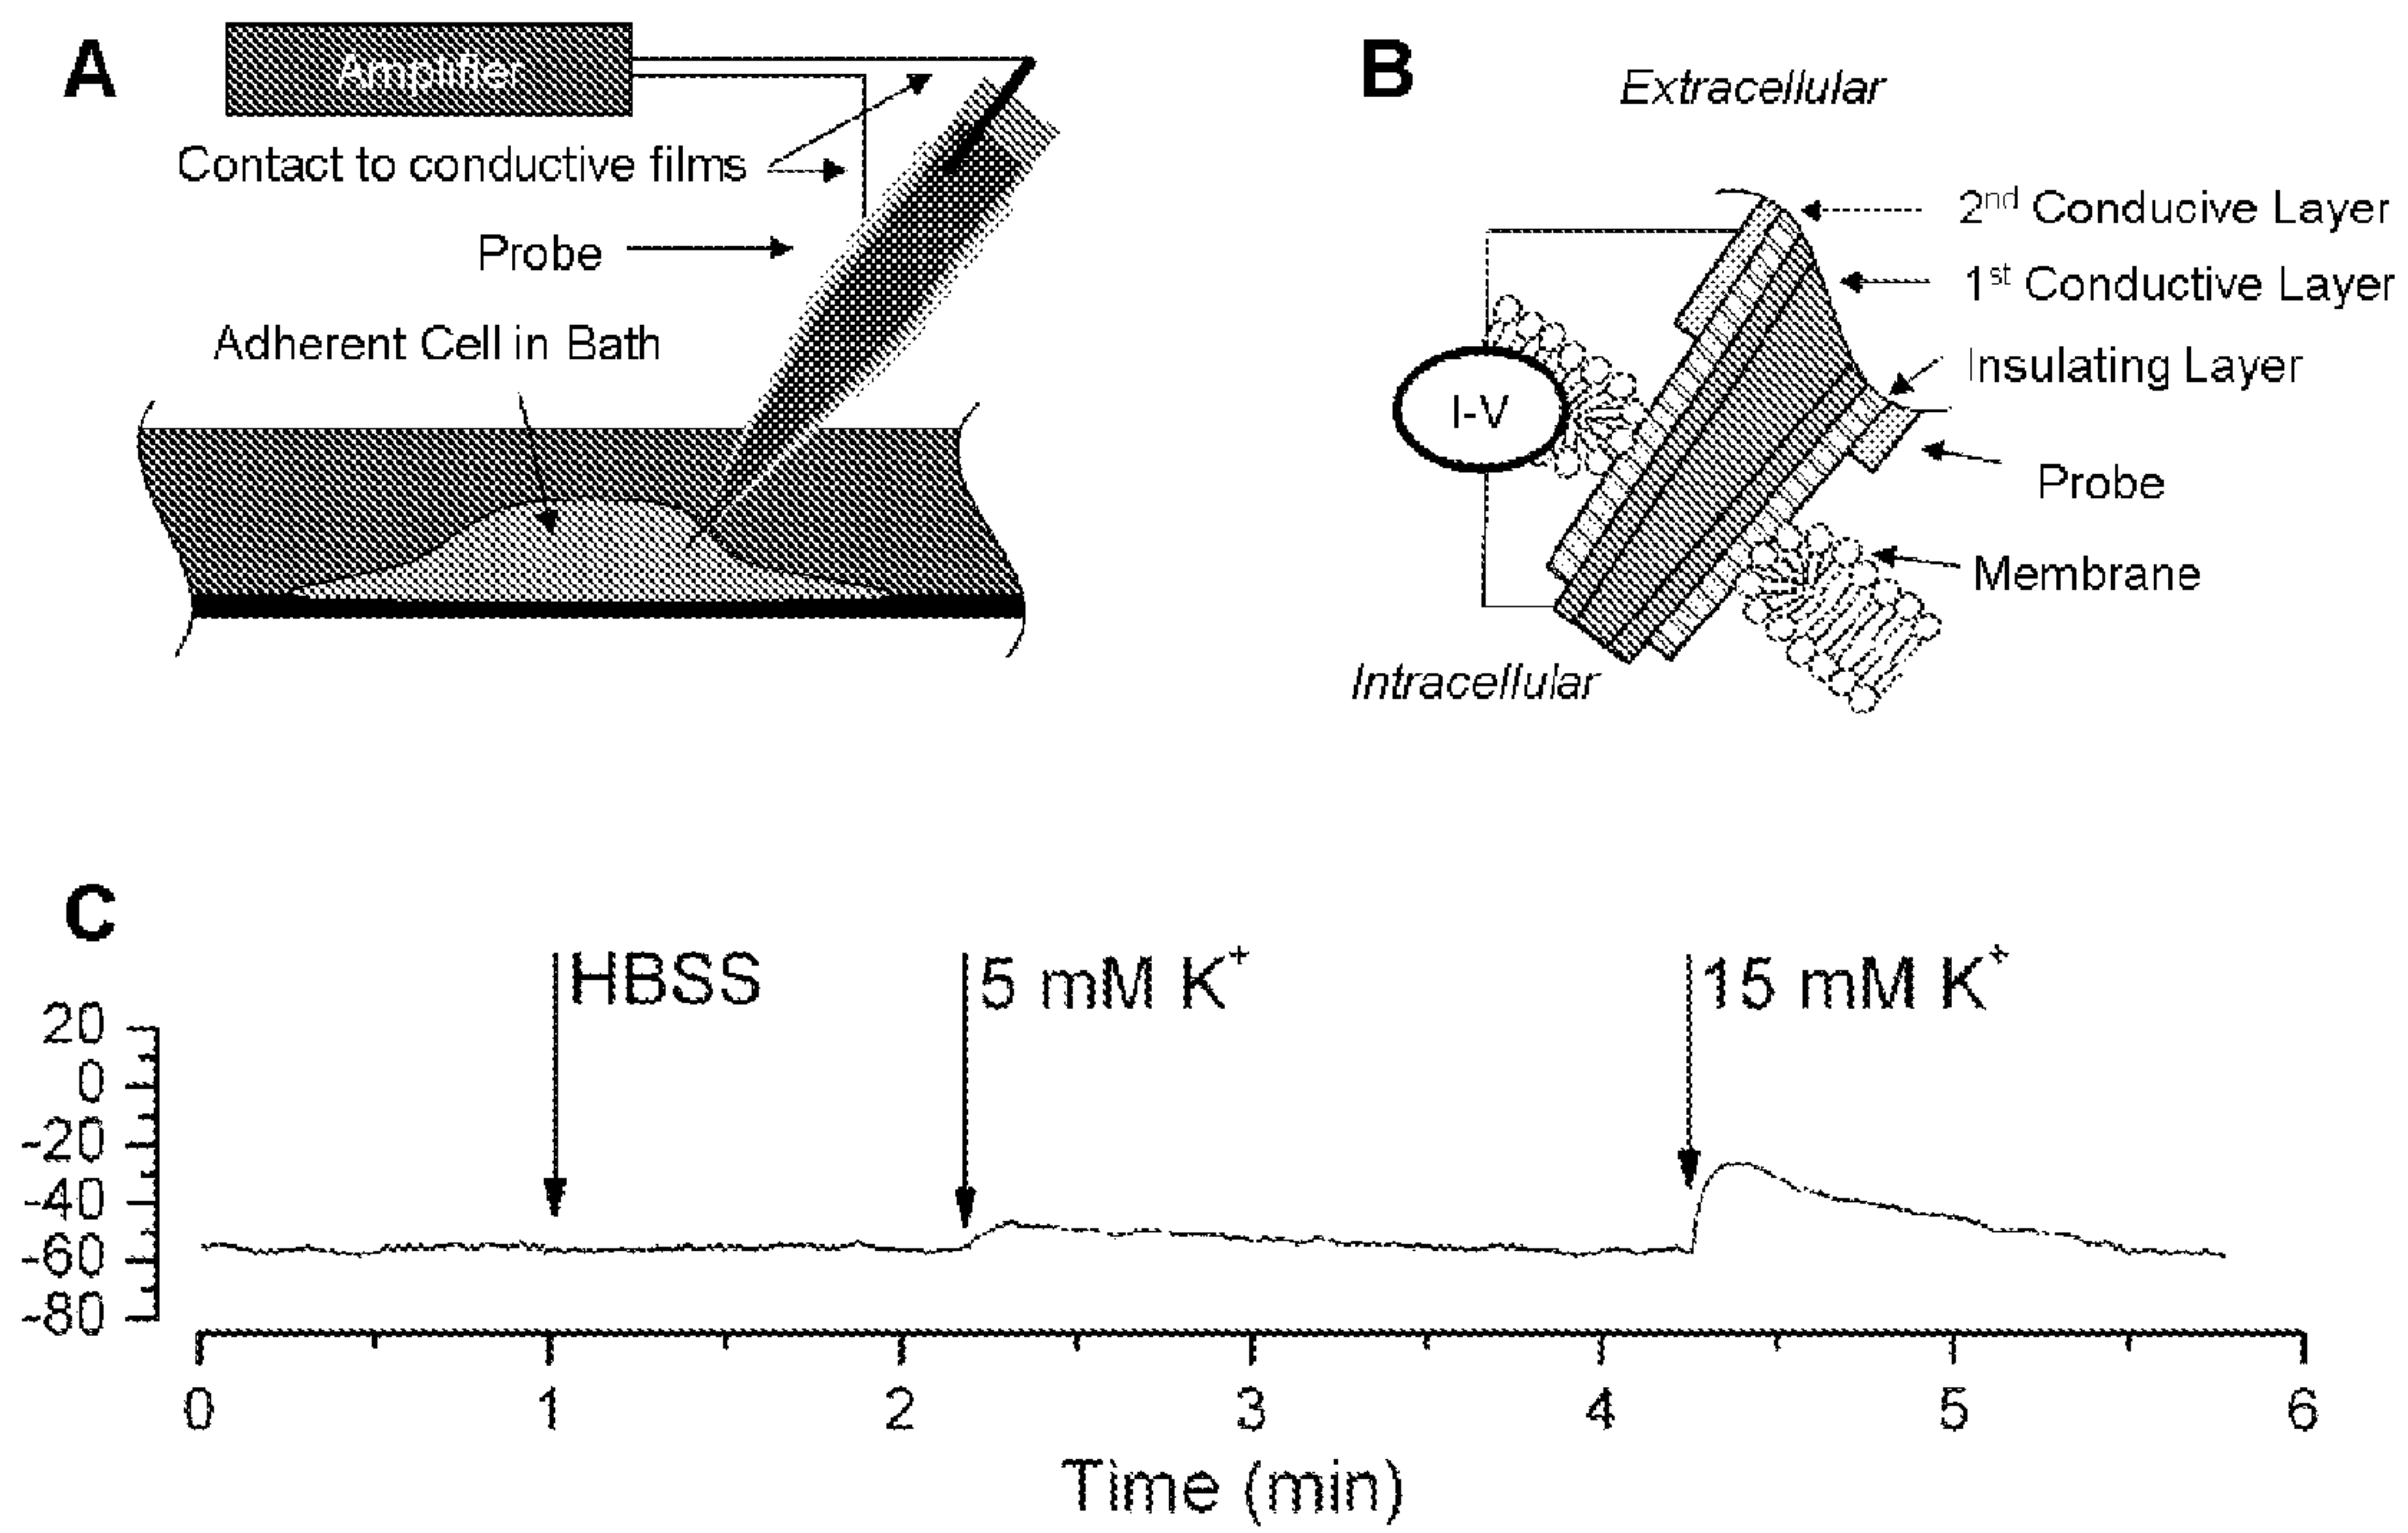 A
Amplifier
Contact to conductive films
Probe
Adherent Cell in Bath
B
Extracellular
2nd Conducive Layer
1st Conductive Layer
Insulating Layer
I-V
Probe
Membrane
Intracellular
C
HBSS
5 mM K+
15 mM K+
20
0
-20
-40
-60
-80
0 1 2 3 4 5 6
Time (min)